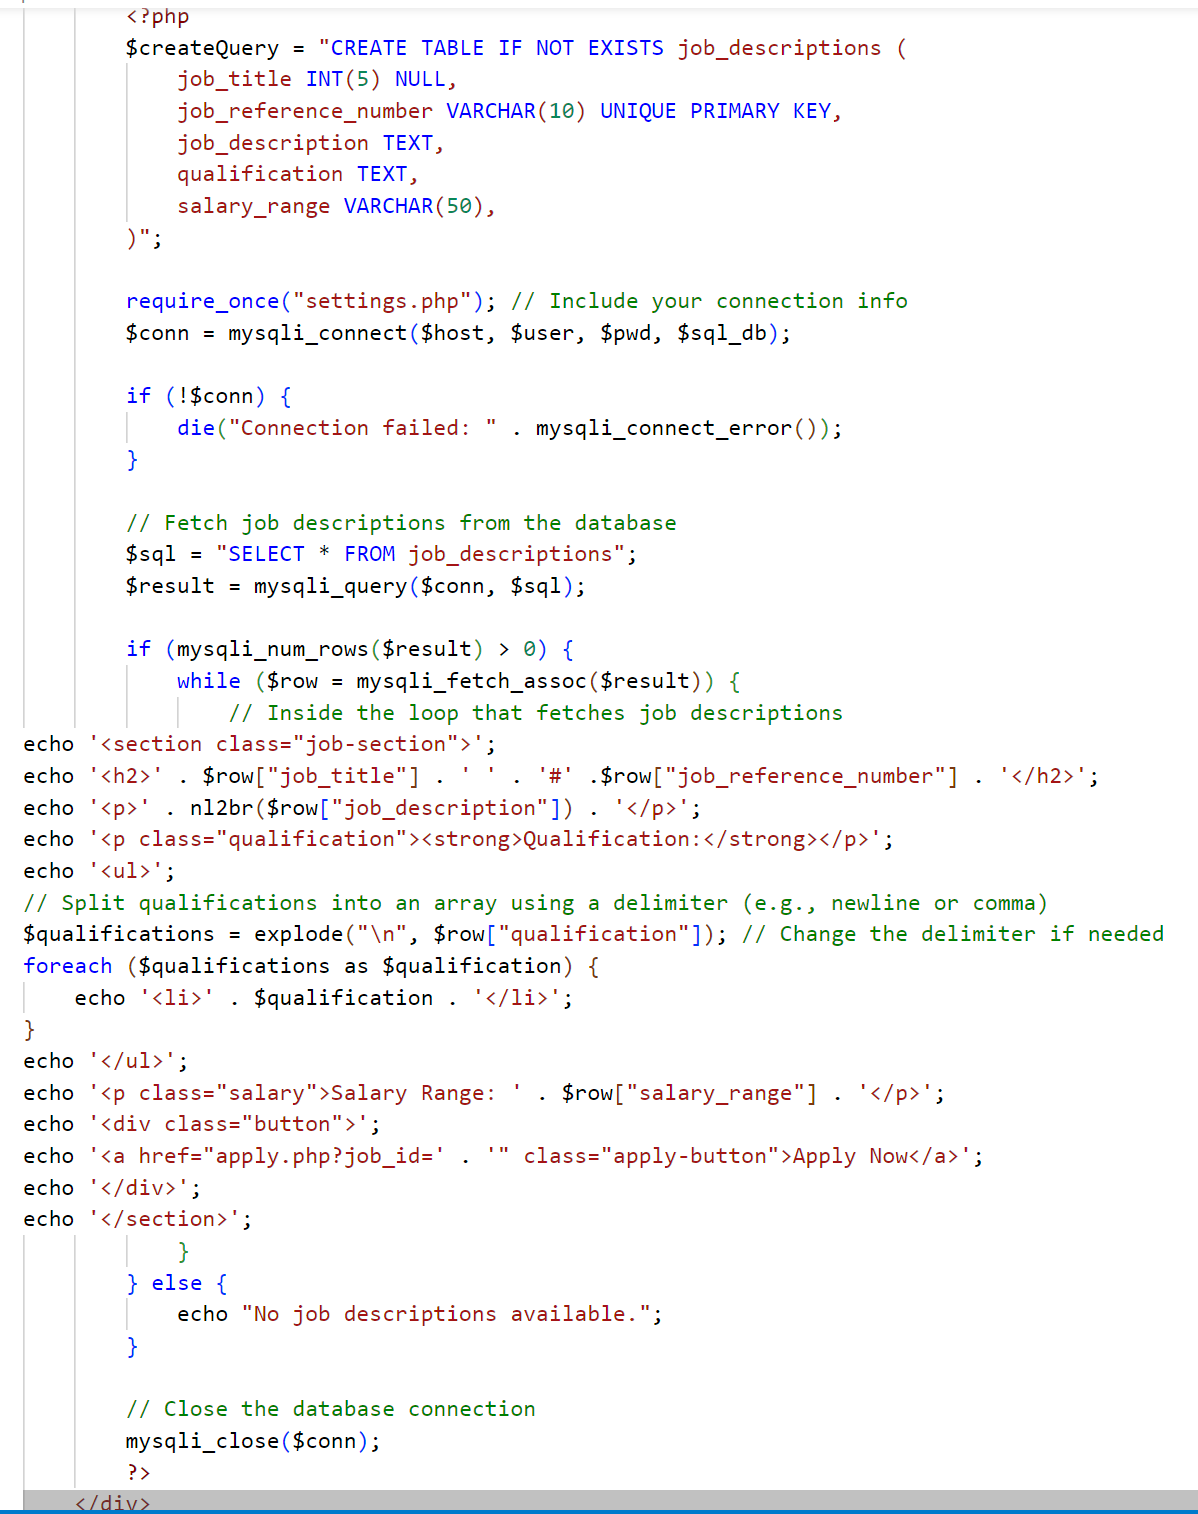 <?php
$createQuery = "CREATE TABLE IF NOT EXISTS job_descriptions (
job_title INT(5) NULL,
job_reference_number VARCHAR(10) UNIQUE PRIMARY KEY,
job_description TEXT,
qualification TEXT,
salary_range VARCHAR(50),
)";
require_once("settings.php"); // Include your connection info
$conn = mysqli_connect($host, $user, $pwd, $sql_db);
if (!$conn) {
die("Connection failed: " . mysqli_connect_error());
}
// Fetch job descriptions from the database
$sql = "SELECT * FROM job_descriptions";
$result = mysqli_query($conn, $sql);
if (mysqli_num_rows($result) > 0) {
while ($row = mysqli_fetch_assoc($result)) {
// Inside the loop that fetches job descriptions
echo '<section class="job-section">';
echo '<h2>' . $row["job_title"] . ' ' . '#' .$row["job_reference_number"] . '</h2>';
echo '<p>' . nl2br($row["job_description"]) . '</p>';
echo '<p class="qualification"><strong>Qualification:</strong></p>';
echo '<ul>';
// Split qualifications into an array using a delimiter (e.g., newline or comma)
$qualifications = explode("\n", $row["qualification"]); // Change the delimiter if needed
foreach ($qualifications as $qualification) {
echo '<li>' . $qualification . '</li>';
}
echo '</ul>';
echo '<p class="salary">Salary Range: ' . $row["salary_range"] . '</p>';
echo '<div class="button">';
echo '<a href="apply.php?job_id=' . '" class="apply-button">Apply Now</a>';
echo '</div>';
echo '</section>';
}
} else {
echo "No job descriptions available.";
}
// Close the database connection
mysqli_close($conn);
?>
</div>